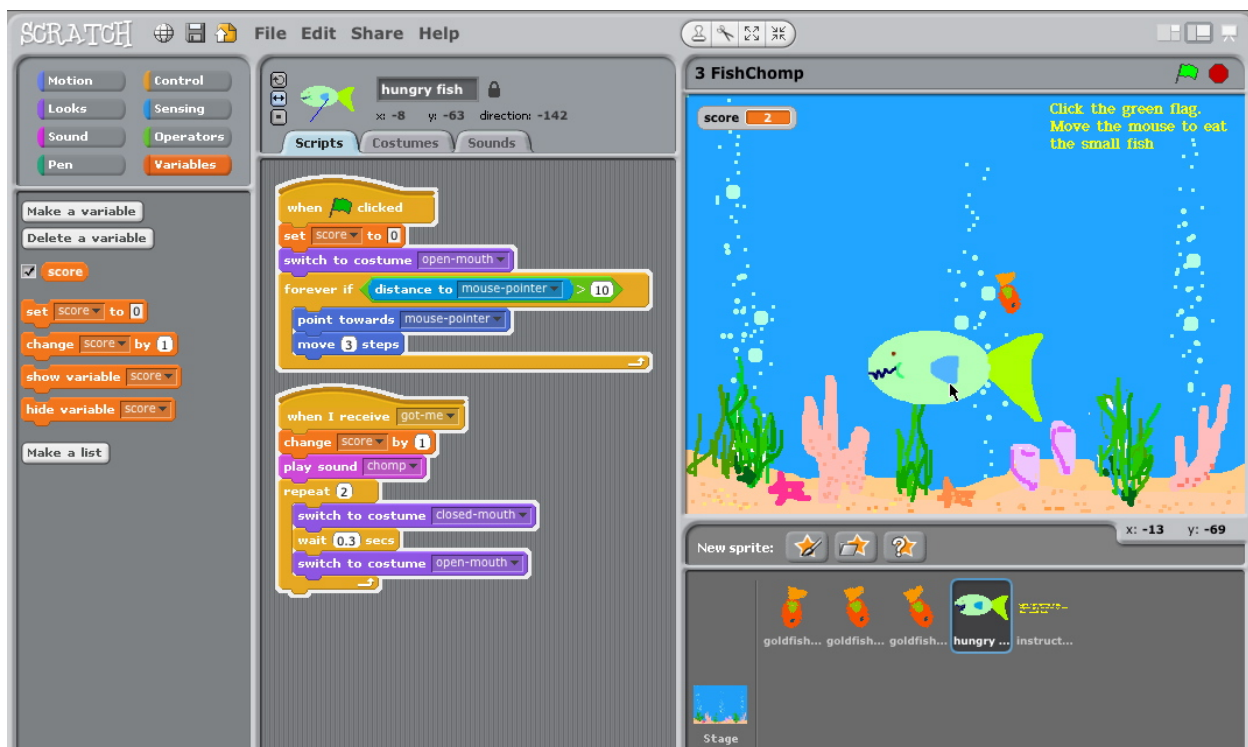 SCRATCH File Edit Share Help
Motion Control
Looks Sensing
Sound Operators
Pen Variables
Make a variable
Delete a variable
score
set score to 0
change score by 1
show variable score
hide variable score
Make a list
hungry fish
x: -8 y: -63 direction: -142
Scripts Costumes Sounds
when clicked
set score to 0
switch to costume open-mouth
forever if distance to mouse-pointer > 10
point towards mouse-pointer
move 3 steps
when I receive got-me
change score by 1
play sound chomp
repeat 2
switch to costume closed-mouth
wait 0.3 secs
switch to costume open-mouth
3 FishChomp
score 2
Click the green flag.
Move the mouse to eat
the small fish
x: -13 y: -69
New sprite:
goldfish... goldfish... goldfish... hungry ... instruct...
Stage